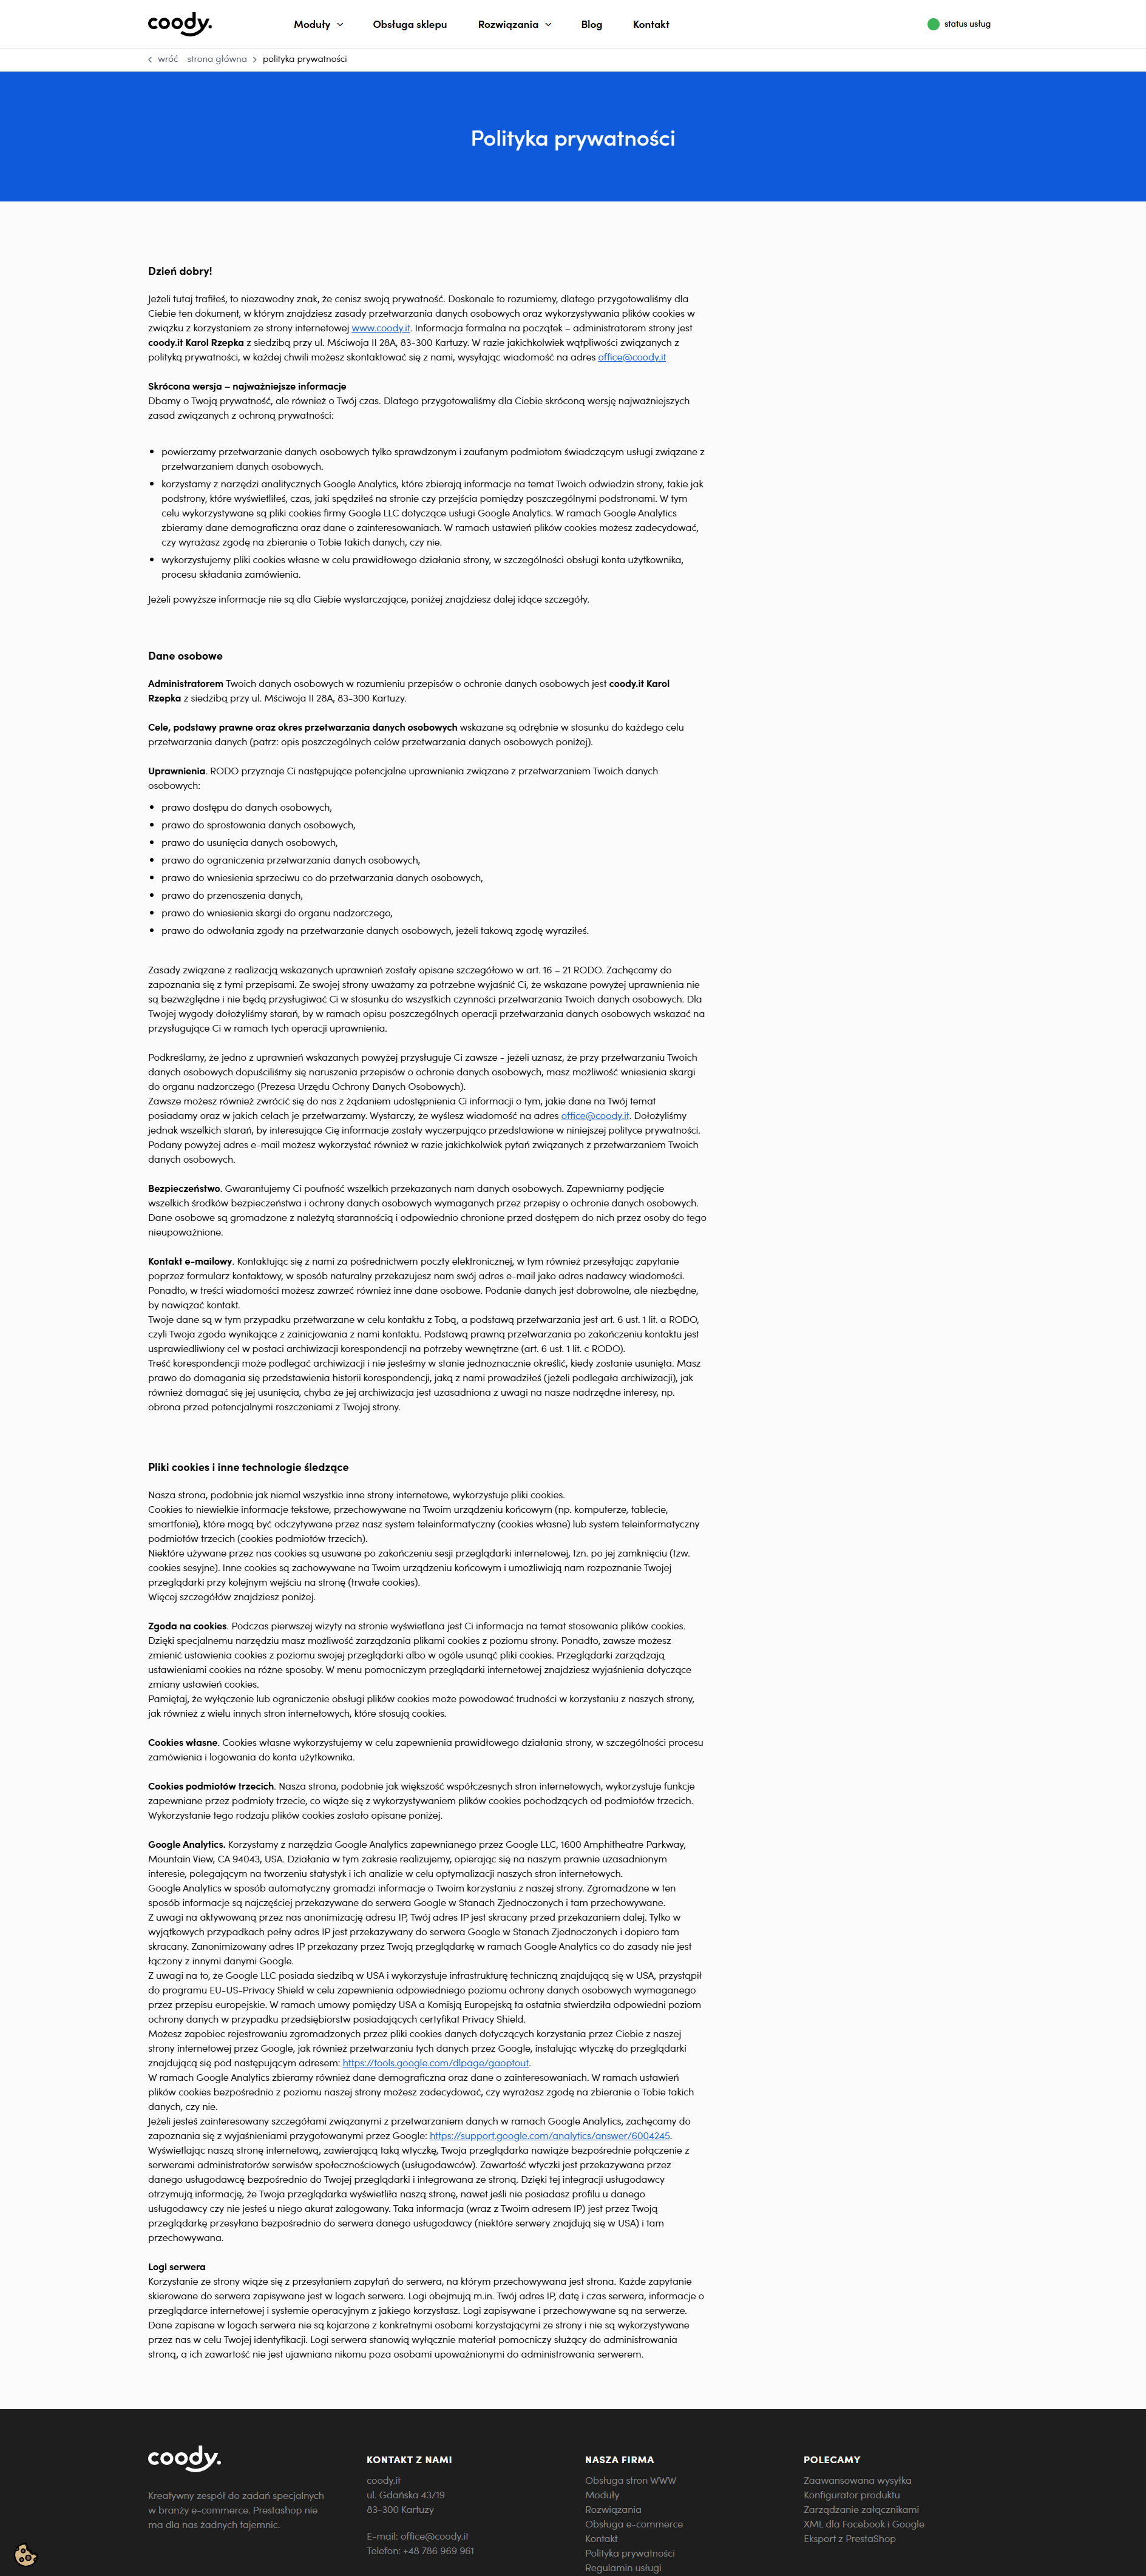 coody.
Moduły
Obsługa sklepu
Rozwiązania
Blog
Kontakt
status usług
wróć strona główna polityka prywatności
Polityka prywatności
Dzień dobry!
Jeżeli tutaj trafiłeś, to niezawodny znak, że cenisz swoją prywatność. Doskonale to rozumiemy, dlatego przygotowaliśmy dla
Ciebie ten dokument, w którym znajdziesz zasady przetwarzania danych osobowych oraz wykorzystywania plików cookies w
związku z korzystaniem ze strony internetowej www.coody.it. Informacja formalna na początek – administratorem strony jest
coody.it Karol Rzepka z siedzibą przy ul. Mściwoja II 28A, 83-300 Kartuzy. W razie jakichkolwiek wątpliwości związanych z
polityką prywatności, w każdej chwili możesz skontaktować się z nami, wysyłając wiadomość na adres office@coody.it
Skrócona wersja – najważniejsze informacje
Dbamy o Twoją prywatność, ale również o Twój czas. Dlatego przygotowaliśmy dla Ciebie skróconą wersję najważniejszych
zasad związanych z ochroną prywatności:
• powierzamy przetwarzanie danych osobowych tylko sprawdzonym i zaufanym podmiotom świadczącym usługi związane z
przetwarzaniem danych osobowych.
• korzystamy z narzędzi analitycznych Google Analytics, które zbierają informacje na temat Twoich odwiedzin strony, takie jak
podstrony, które wyświetliłeś, czas, jaki spędziłeś na stronie czy przejścia pomiędzy poszczególnymi podstronami. W tym
celu wykorzystywane są pliki cookies firmy Google LLC dotyczące usługi Google Analytics. W ramach Google Analytics
zbieramy dane demograficzna oraz dane o zainteresowaniach. W ramach ustawień plików cookies możesz zadecydować,
czy wyrażasz zgodę na zbieranie o Tobie takich danych, czy nie.
• wykorzystujemy pliki cookies własne w celu prawidłowego działania strony, w szczególności obsługi konta użytkownika,
procesu składania zamówienia.
Jeżeli powyższe informacje nie są dla Ciebie wystarczające, poniżej znajdziesz dalej idące szczegóły.
Dane osobowe
Administratorem Twoich danych osobowych w rozumieniu przepisów o ochronie danych osobowych jest coody.it Karol
Rzepka z siedzibą przy ul. Mściwoja II 28A, 83-300 Kartuzy.
Cele, podstawy prawne oraz okres przetwarzania danych osobowych wskazane są odrębnie w stosunku do każdego celu
przetwarzania danych (patrz: opis poszczególnych celów przetwarzania danych osobowych poniżej).
Uprawnienia. RODO przyznaje Ci następujące potencjalne uprawnienia związane z przetwarzaniem Twoich danych
osobowych:
• prawo dostępu do danych osobowych,
• prawo do sprostowania danych osobowych,
• prawo do usunięcia danych osobowych,
• prawo do ograniczenia przetwarzania danych osobowych,
• prawo do wniesienia sprzeciwu co do przetwarzania danych osobowych,
• prawo do przenoszenia danych,
• prawo do wniesienia skargi do organu nadzorczego,
• prawo do odwołania zgody na przetwarzanie danych osobowych, jeżeli takową zgodę wyraziłeś.
Zasady związane z realizacją wskazanych uprawnień zostały opisane szczegółowo w art. 16 – 21 RODO. Zachęcamy do
zapoznania się z tymi przepisami. Ze swojej strony uważamy za potrzebne wyjaśnić Ci, że wskazane powyżej uprawnienia nie
są bezwzględne i nie będą przysługiwać Ci w stosunku do wszystkich czynności przetwarzania Twoich danych osobowych. Dla
Twojej wygody dołożyliśmy starań, by w ramach opisu poszczególnych operacji przetwarzania danych osobowych wskazać na
przysługujące Ci w ramach tych operacji uprawnienia.
Podkreślamy, że jedno z uprawnień wskazanych powyżej przysługuje Ci zawsze - jeżeli uznasz, że przy przetwarzaniu Twoich
danych osobowych dopuściliśmy się naruszenia przepisów o ochronie danych osobowych, masz możliwość wniesienia skargi
do organu nadzorczego (Prezesa Urzędu Ochrony Danych Osobowych).
Zawsze możesz również zwrócić się do nas z żądaniem udostępnienia Ci informacji o tym, jakie dane na Twój temat
posiadamy oraz w jakich celach je przetwarzamy. Wystarczy, że wyślesz wiadomość na adres office@coody.it. Dołożyliśmy
jednak wszelkich starań, by interesujące Cię informacje zostały wyczerpująco przedstawione w niniejszej polityce prywatności.
Podany powyżej adres e-mail możesz wykorzystać również w razie jakichkolwiek pytań związanych z przetwarzaniem Twoich
danych osobowych.
Bezpieczeństwo. Gwarantujemy Ci poufność wszelkich przekazanych nam danych osobowych. Zapewniamy podjęcie
wszelkich środków bezpieczeństwa i ochrony danych osobowych wymaganych przez przepisy o ochronie danych osobowych.
Dane osobowe są gromadzone z należytą starannością i odpowiednio chronione przed dostępem do nich przez osoby do tego
nieupoważnione.
Kontakt e-mailowy. Kontaktując się z nami za pośrednictwem poczty elektronicznej, w tym również przesyłając zapytanie
poprzez formularz kontaktowy, w sposób naturalny przekazujesz nam swój adres e-mail jako adres nadawcy wiadomości.
Ponadto, w treści wiadomości możesz zawrzeć również inne dane osobowe. Podanie danych jest dobrowolne, ale niezbędne,
by nawiązać kontakt.
Twoje dane są w tym przypadku przetwarzane w celu kontaktu z Tobą, a podstawą przetwarzania jest art. 6 ust. 1 lit. a RODO,
czyli Twoja zgoda wynikające z zainicjowania z nami kontaktu. Podstawą prawną przetwarzania po zakończeniu kontaktu jest
usprawiedliwiony cel w postaci archiwizacji korespondencji na potrzeby wewnętrzne (art. 6 ust. 1 lit. c RODO).
Treść korespondencji może podlegać archiwizacji i nie jesteśmy w stanie jednoznacznie określić, kiedy zostanie usunięta. Masz
prawo do domagania się przedstawienia historii korespondencji, jaką z nami prowadziłeś (jeżeli podlegała archiwizacji), jak
również domagać się jej usunięcia, chyba że jej archiwizacja jest uzasadniona z uwagi na nasze nadrzędne interesy, np.
obrona przed potencjalnymi roszczeniami z Twojej strony.
Pliki cookies i inne technologie śledzące
Nasza strona, podobnie jak niemal wszystkie inne strony internetowe, wykorzystuje pliki cookies.
Cookies to niewielkie informacje tekstowe, przechowywane na Twoim urządzeniu końcowym (np. komputerze, tablecie,
smartfonie), które mogą być odczytywane przez nasz system teleinformatyczny (cookies własne) lub system teleinformatyczny
podmiotów trzecich (cookies podmiotów trzecich).
Niektóre używane przez nas cookies są usuwane po zakończeniu sesji przeglądarki internetowej, tzn. po jej zamknięciu (tzw.
cookies sesyjne). Inne cookies są zachowywane na Twoim urządzeniu końcowym i umożliwiają nam rozpoznanie Twojej
przeglądarki przy kolejnym wejściu na stronę (trwałe cookies).
Więcej szczegółów znajdziesz poniżej.
Zgoda na cookies. Podczas pierwszej wizyty na stronie wyświetlana jest Ci informacja na temat stosowania plików cookies.
Dzięki specjalnemu narzędziu masz możliwość zarządzania plikami cookies z poziomu strony. Ponadto, zawsze możesz
zmienić ustawienia cookies z poziomu swojej przeglądarki albo w ogóle usunąć pliki cookies. Przeglądarki zarządzają
ustawieniami cookies na różne sposoby. W menu pomocniczym przeglądarki internetowej znajdziesz wyjaśnienia dotyczące
zmiany ustawień cookies.
Pamiętaj, że wyłączenie lub ograniczenie obsługi plików cookies może powodować trudności w korzystaniu z naszych strony,
jak również z wielu innych stron internetowych, które stosują cookies.
Cookies własne. Cookies własne wykorzystujemy w celu zapewnienia prawidłowego działania strony, w szczególności procesu
zamówienia i logowania do konta użytkownika.
Cookies podmiotów trzecich. Nasza strona, podobnie jak większość współczesnych stron internetowych, wykorzystuje funkcje
zapewniane przez podmioty trzecie, co wiąże się z wykorzystywaniem plików cookies pochodzących od podmiotów trzecich.
Wykorzystanie tego rodzaju plików cookies zostało opisane poniżej.
Google Analytics. Korzystamy z narzędzia Google Analytics zapewnianego przez Google LLC, 1600 Amphitheatre Parkway,
Mountain View, CA 94043, USA. Działania w tym zakresie realizujemy, opierając się na naszym prawnie uzasadnionym
interesie, polegającym na tworzeniu statystyk i ich analizie w celu optymalizacji naszych stron internetowych.
Google Analytics w sposób automatyczny gromadzi informacje o Twoim korzystaniu z naszej strony. Zgromadzone w ten
sposób informacje są najczęściej przekazywane do serwera Google w Stanach Zjednoczonych i tam przechowywane.
Z uwagi na aktywowaną przez nas anonimizację adresu IP, Twój adres IP jest skracany przed przekazaniem dalej. Tylko w
wyjątkowych przypadkach pełny adres IP jest przekazywany do serwera Google w Stanach Zjednoczonych i dopiero tam
skracany. Zanonimizowany adres IP przekazany przez Twoją przeglądarkę w ramach Google Analytics co do zasady nie jest
łączony z innymi danymi Google.
Z uwagi na to, że Google LLC posiada siedzibą w USA i wykorzystuje infrastrukturę techniczną znajdującą się w USA, przystąpił
do programu EU-US-Privacy Shield w celu zapewnienia odpowiedniego poziomu ochrony danych osobowych wymaganego
przez przepisu europejskie. W ramach umowy pomiędzy USA a Komisją Europejską ta ostatnia stwierdziła odpowiedni poziom
ochrony danych w przypadku przedsiębiorstw posiadających certyfikat Privacy Shield.
Możesz zapobiec rejestrowaniu zgromadzonych przez pliki cookies danych dotyczących korzystania przez Ciebie z naszej
strony internetowej przez Google, jak również przetwarzaniu tych danych przez Google, instalując wtyczkę do przeglądarki
znajdującą się pod następującym adresem: https://tools.google.com/dlpage/gaoptout.
W ramach Google Analytics zbieramy również dane demograficzna oraz dane o zainteresowaniach. W ramach ustawień
plików cookies bezpośrednio z poziomu naszej strony możesz zadecydować, czy wyrażasz zgodę na zbieranie o Tobie takich
danych, czy nie.
Jeżeli jesteś zainteresowany szczegółami związanymi z przetwarzaniem danych w ramach Google Analytics, zachęcamy do
zapoznania się z wyjaśnieniami przygotowanymi przez Google: https://support.google.com/analytics/answer/6004245.
Wyświetlając naszą stronę internetową, zawierającą taką wtyczkę, Twoja przeglądarka nawiąże bezpośrednie połączenie z
serwerami administratorów serwisów społecznościowych (usługodawców). Zawartość wtyczki jest przekazywana przez
danego usługodawcę bezpośrednio do Twojej przeglądarki i integrowana ze stroną. Dzięki tej integracji usługodawcy
otrzymują informację, że Twoja przeglądarka wyświetliła naszą stronę, nawet jeśli nie posiadasz profilu u danego
usługodawcy czy nie jesteś u niego akurat zalogowany. Taka informacja (wraz z Twoim adresem IP) jest przez Twoją
przeglądarkę przesyłana bezpośrednio do serwera danego usługodawcy (niektóre serwery znajdują się w USA) i tam
przechowywana.
Logi serwera
Korzystanie ze strony wiąże się z przesyłaniem zapytań do serwera, na którym przechowywana jest strona. Każde zapytanie
skierowane do serwera zapisywane jest w logach serwera. Logi obejmują m.in. Twój adres IP, datę i czas serwera, informacje o
przeglądarce internetowej i systemie operacyjnym z jakiego korzystasz. Logi zapisywane i przechowywane są na serwerze.
Dane zapisane w logach serwera nie są kojarzone z konkretnymi osobami korzystającymi ze strony i nie są wykorzystywane
przez nas w celu Twojej identyfikacji. Logi serwera stanowią wyłącznie materiał pomocniczy służący do administrowania
stroną, a ich zawartość nie jest ujawniana nikomu poza osobami upoważnionymi do administrowania serwerem.
coody.
Kreatywny zespół do zadań specjalnych
w branży e-commerce. Prestashop nie
ma dla nas żadnych tajemnic.
KONTAKT Z NAMI
coody.it
ul. Gdańska 43/19
83-300 Kartuzy
E-mail: office@coody.it
Telefon: +48 786 969 961
NASZA FIRMA
Obsługa stron WWW
Moduły
Rozwiązania
Obsługa e-commerce
Kontakt
Polityka prywatności
Regulamin usługi
POLECAMY
Zaawansowana wysyłka
Konfigurator produktu
Zarządzanie załącznikami
XML dla Facebook i Google
Eksport z PrestaShop